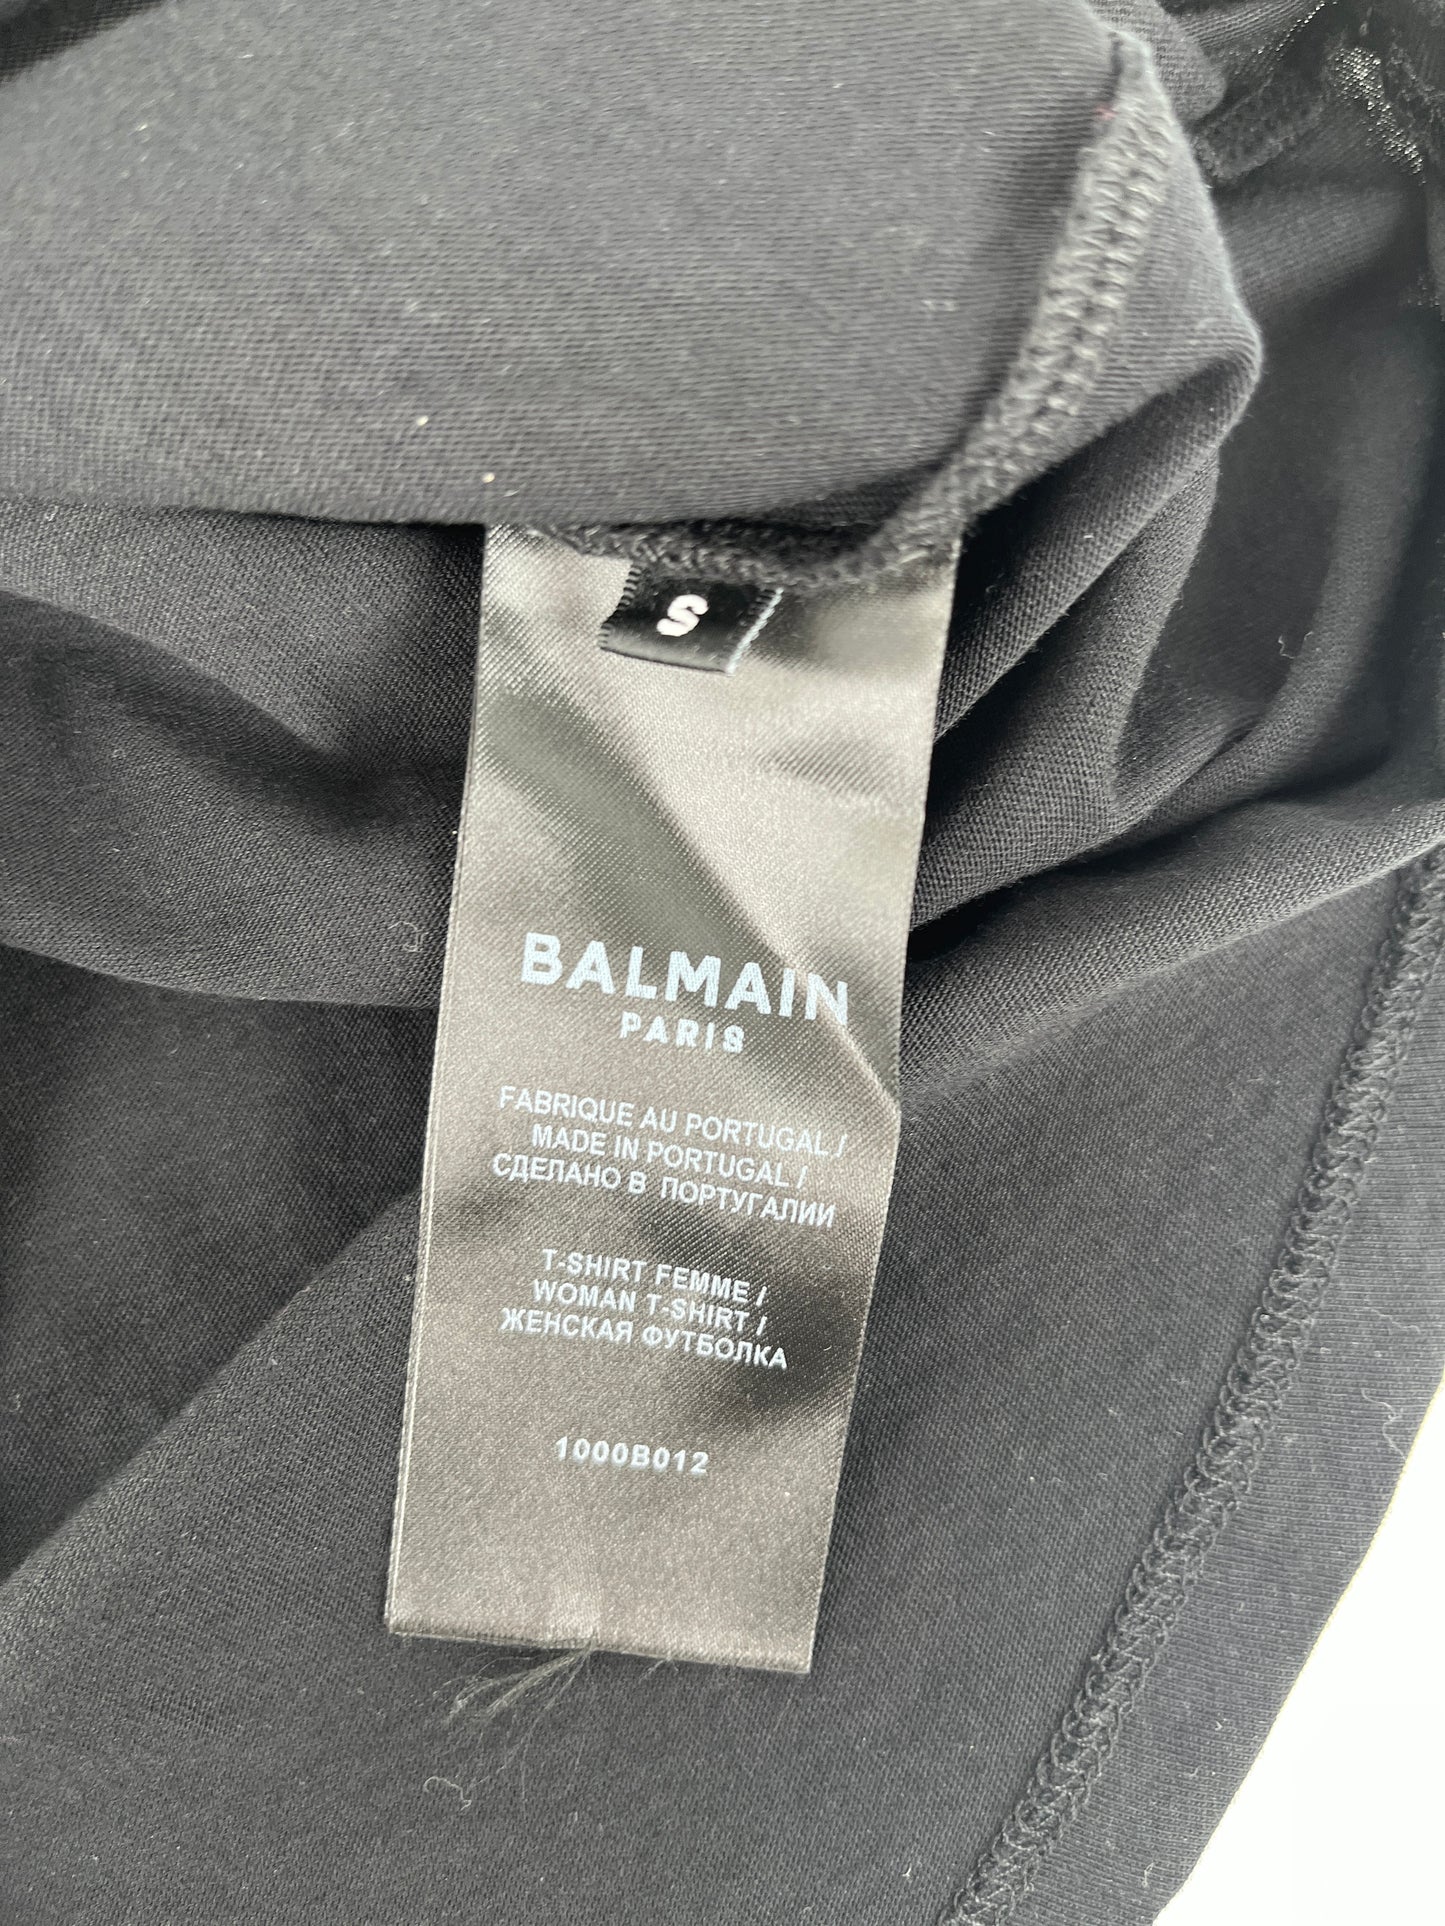 S
BALMAIN
PARIS
FABRIQUE AU PORTUGAL /
MADE IN PORTUGAL /
СДЕЛАНО В ПОРТУГАЛИИ
T-SHIRT FEMME /
WOMAN T-SHIRT /
ЖЕНСКАЯ ФУТБОЛКА
1000B012